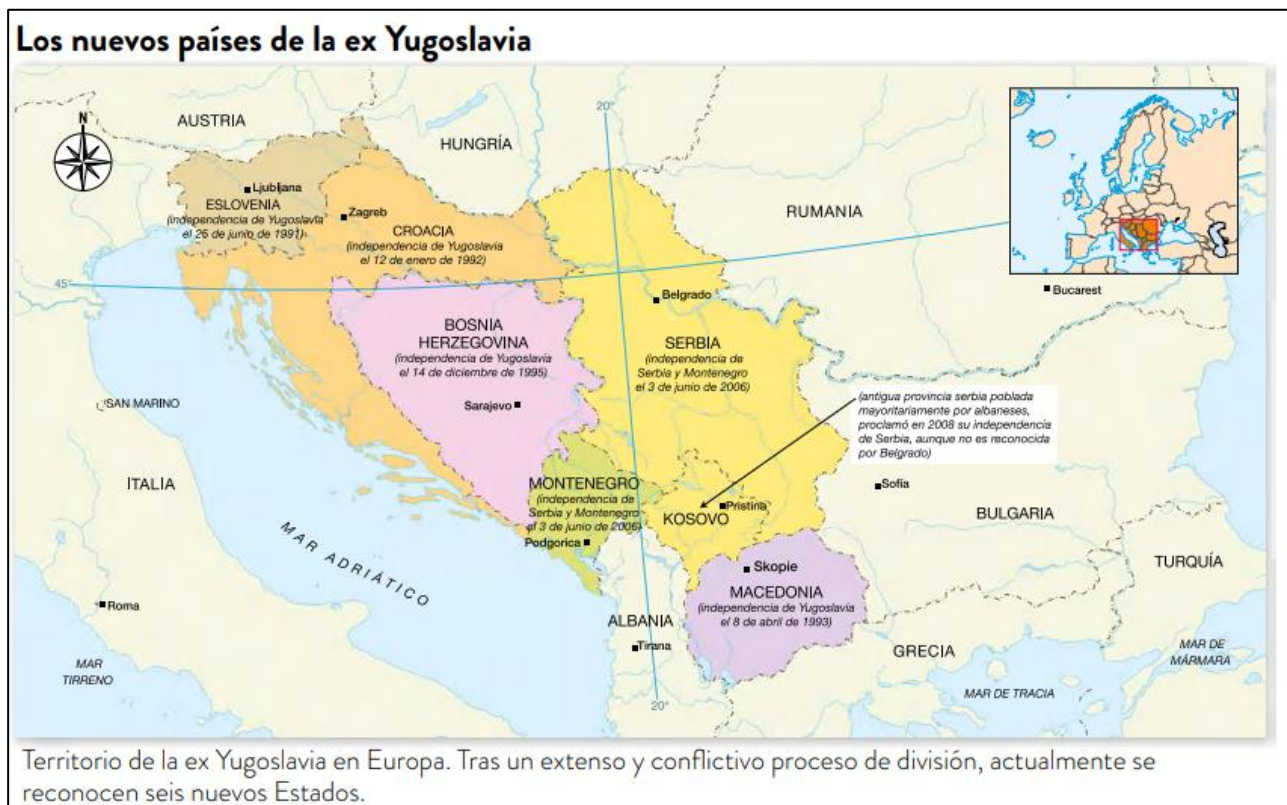 Los nuevos países de la ex Yugoslavia
N
AUSTRIA
HUNGRÍA
20°
RUMANIA
Ljubljana
ESLOVENIA
(independencia de Yugoslavia
el 25 de junio de 1991)
Zagreb
CROACIA
(independencia de Yugoslavia
el 12 de enero de 1992)
45°
Belgrado
Bucarest
BOSNIA
HERZEGOVINA
(independencia de Yugoslavia
el 14 de diciembre de 1995)
Sarajevo
SERBIA
(independencia de
Serbia y Montenegro
el 3 de junio de 2006)
(antigua provincia serbia poblada
mayoritariamente por albaneses,
proclamó en 2008 su independencia
de Serbia, aunque no es reconocida
por Belgrado)
SAN MARINO
ITALIA
MONTENEGRO
(independencia de
Serbia y Montenegro
el 3 de junio de 2006)
Podgorica
Pristina
KOSOVO
Sofía
BULGARIA
MAR ADRIÁTICO
Skopie
MACEDONIA
(independencia de Yugoslavia
el 8 de abril de 1993)
TURQUÍA
Roma
ALBANIA
Tirana
GRECIA
MAR DE
MÁRMARA
MAR
TIRRENO
MAR DE TRACIA
20°
Territorio de la ex Yugoslavia en Europa. Tras un extenso y conflictivo proceso de división, actualmente se
reconocen seis nuevos Estados.